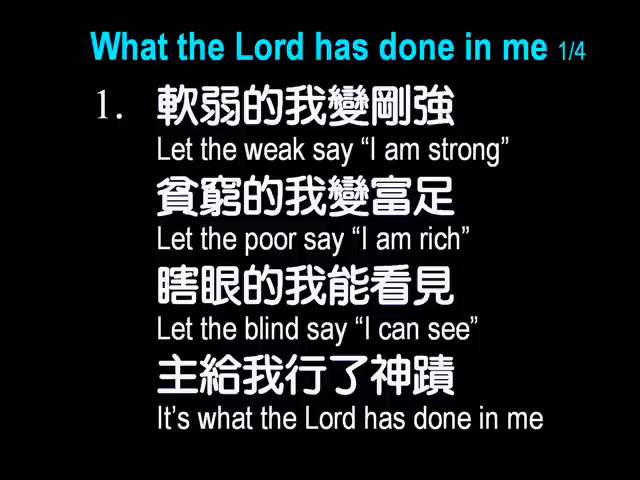 What the Lord has done in me 1/4
1. 軟弱的我變剛強
Let the weak say “I am strong”
貧窮的我變富足
Let the poor say “I am rich”
瞎眼的我能看見
Let the blind say “I can see”
主給我行了神蹟
It’s what the Lord has done in me